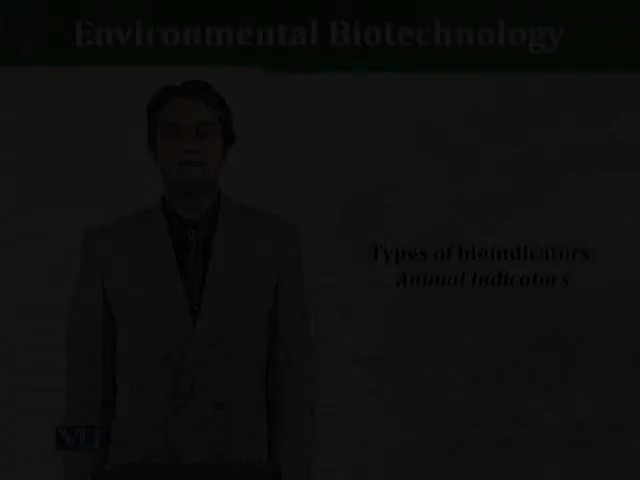 Environmental Biotechnology
Types of bioindicators:
Animal Indicators